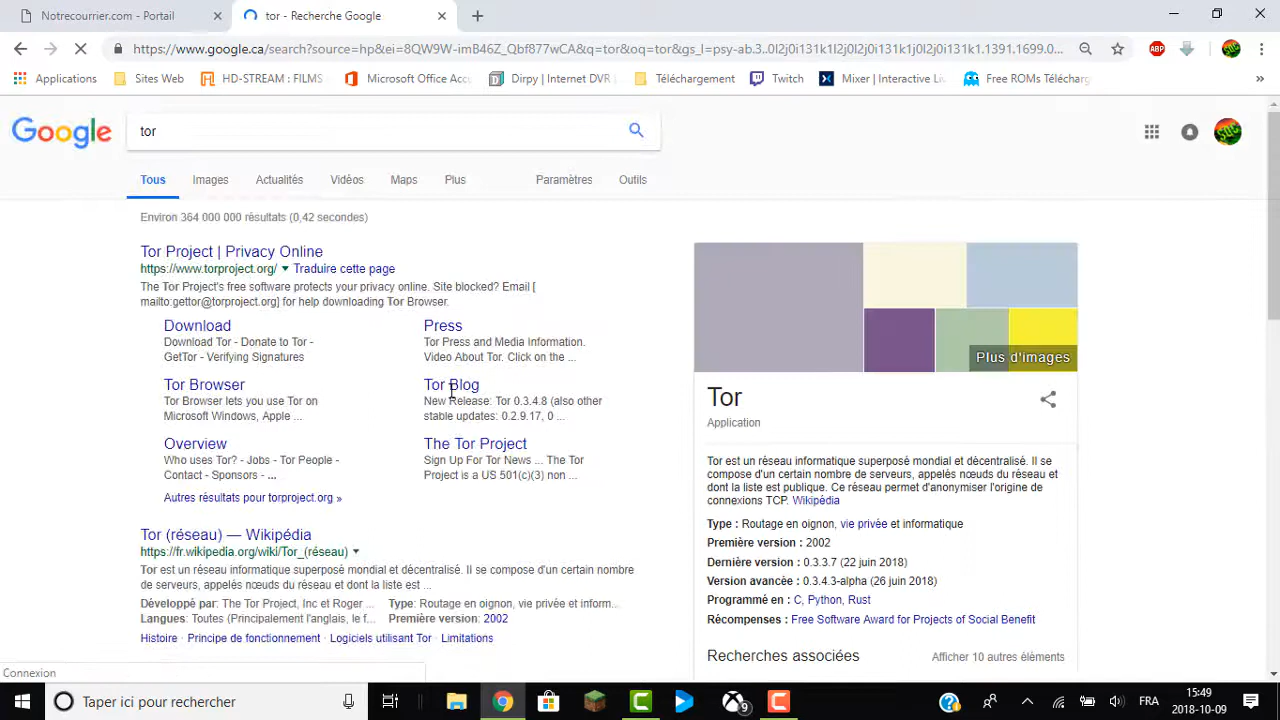 Notrecourrier.com - Portail
tor - Recherche Google
https://www.google.ca/search?source=hp&ei=8QW9W-imB46Z_Qbf877wCA&q=tor&oq=tor&gs_l=psy-ab.3..0l2j0i131k1l2j0l2j0i131k1j0l2j0i131k1.1391.1699.0...
ABP
Applications
Sites Web
HD-STREAM : FILMS
Microsoft Office Accu
Dirpy | Internet DVR
Téléchargement
Twitch
Mixer | Interactive Liv
Free ROMs Télécharg
Google
tor
Tous
Images
Actualités
Vidéos
Maps
Plus
Paramètres
Outils
Environ 364 000 000 résultats (0,42 secondes)
Tor Project | Privacy Online
https://www.torproject.org/ ▼ Traduire cette page
The Tor Project's free software protects your privacy online. Site blocked? Email [
mailto:gettor@torproject.org] for help downloading Tor Browser.
Download
Download Tor - Donate to Tor -
GetTor - Verifying Signatures
Press
Tor Press and Media Information.
Video About Tor. Click on the ...
Tor Browser
Tor Browser lets you use Tor on
Microsoft Windows, Apple ...
Tor Blog
New Release: Tor 0.3.4.8 (also other
stable updates: 0.2.9.17, 0 ...
Overview
Who uses Tor? - Jobs - Tor People -
Contact - Sponsors - ...
The Tor Project
Sign Up For Tor News ... The Tor
Project is a US 501(c)(3) non ...
Autres résultats pour torproject.org »
Tor (réseau) — Wikipédia
https://fr.wikipedia.org/wiki/Tor_(réseau) ▼
Tor est un réseau informatique superposé mondial et décentralisé. Il se compose d'un certain nombre
de serveurs, appelés nœuds du réseau et dont la liste est ...
Développé par: The Tor Project, Inc et Roger ...
Type: Routage en oignon, vie privée et inform...
Langues: Toutes (Principalement l'anglais, le f...
Première version: 2002
Histoire · Principe de fonctionnement · Logiciels utilisant Tor · Limitations
Plus d'images
Tor
Application
Tor est un réseau informatique superposé mondial et décentralisé. Il se
compose d'un certain nombre de serveurs, appelés nœuds du réseau et
dont la liste est publique. Ce réseau permet d'anonymiser l'origine de
connexions TCP. Wikipédia
Type : Routage en oignon, vie privée et informatique
Première version : 2002
Dernière version : 0.3.3.7 (22 juin 2018)
Version avancée : 0.3.4.3-alpha (26 juin 2018)
Programmé en : C, Python, Rust
Récompenses : Free Software Award for Projects of Social Benefit
Recherches associées
Afficher 10 autres éléments
Connexion
Taper ici pour rechercher
9
FRA
15:49
2018-10-09